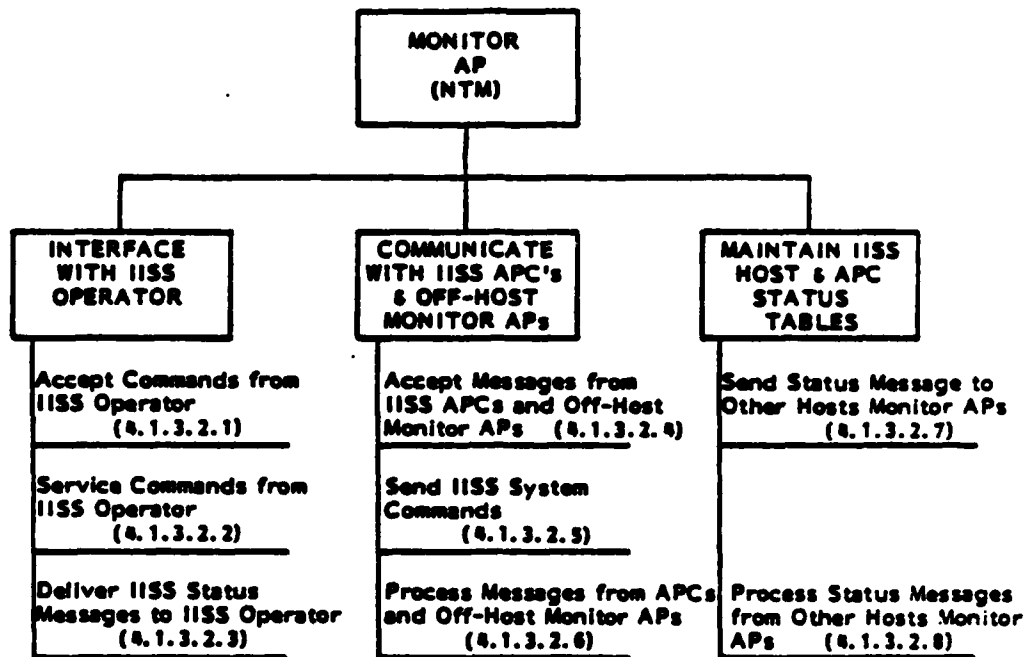 MONITOR
AP
(NTM)
INTERFACE
WITH IISS
OPERATOR
COMMUNICATE
WITH IISS APC's
& OFF-HOST
MONITOR APs
MAINTAIN IISS
HOST & APC
STATUS
TABLES
Accept Commands from
IISS Operator
(4.1.3.2.1)
Service Commands from
IISS Operator
(4.1.3.2.2)
Deliver IISS Status
Messages to IISS Operator
(4.1.3.2.3)
Accept Messages from
IISS APCs and Off-Host
Monitor APs (4.1.3.2.4)
Send IISS System
Commands
(4.1.3.2.5)
Process Messages from APCs
and Off-Host Monitor APs
(4.1.3.2.6)
Send Status Message to
Other Hosts Monitor APs
(4.1.3.2.7)
Process Status Messages
from Other Hosts Monitor
APs (4.1.3.2.8)